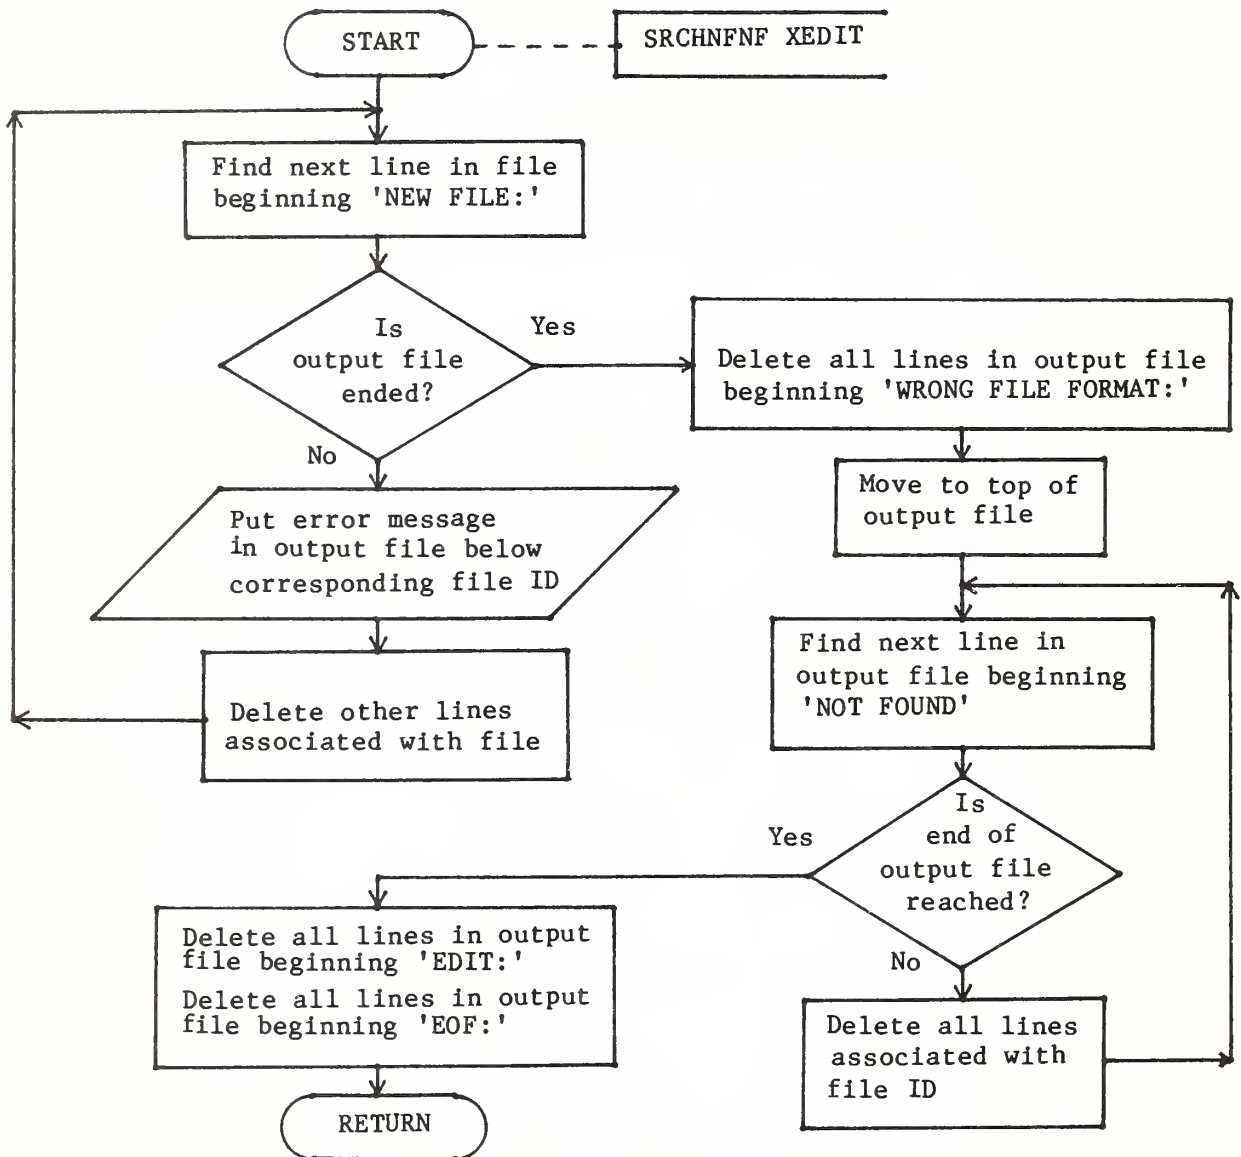 START
SRCHNFNF XEDIT
Find next line in file
beginning 'NEW FILE:'
Is
output file
ended?
Yes
No
Delete all lines in output file
beginning 'WRONG FILE FORMAT:'
Move to top of
output file
Put error message
in output file below
corresponding file ID
Delete other lines
associated with file
Find next line in
output file beginning
'NOT FOUND'
Is
end of
output file
reached?
Yes
No
Delete all lines in output
file beginning 'EDIT:'
Delete all lines in output
file beginning 'EOF:'
Delete all lines
associated with
file ID
RETURN